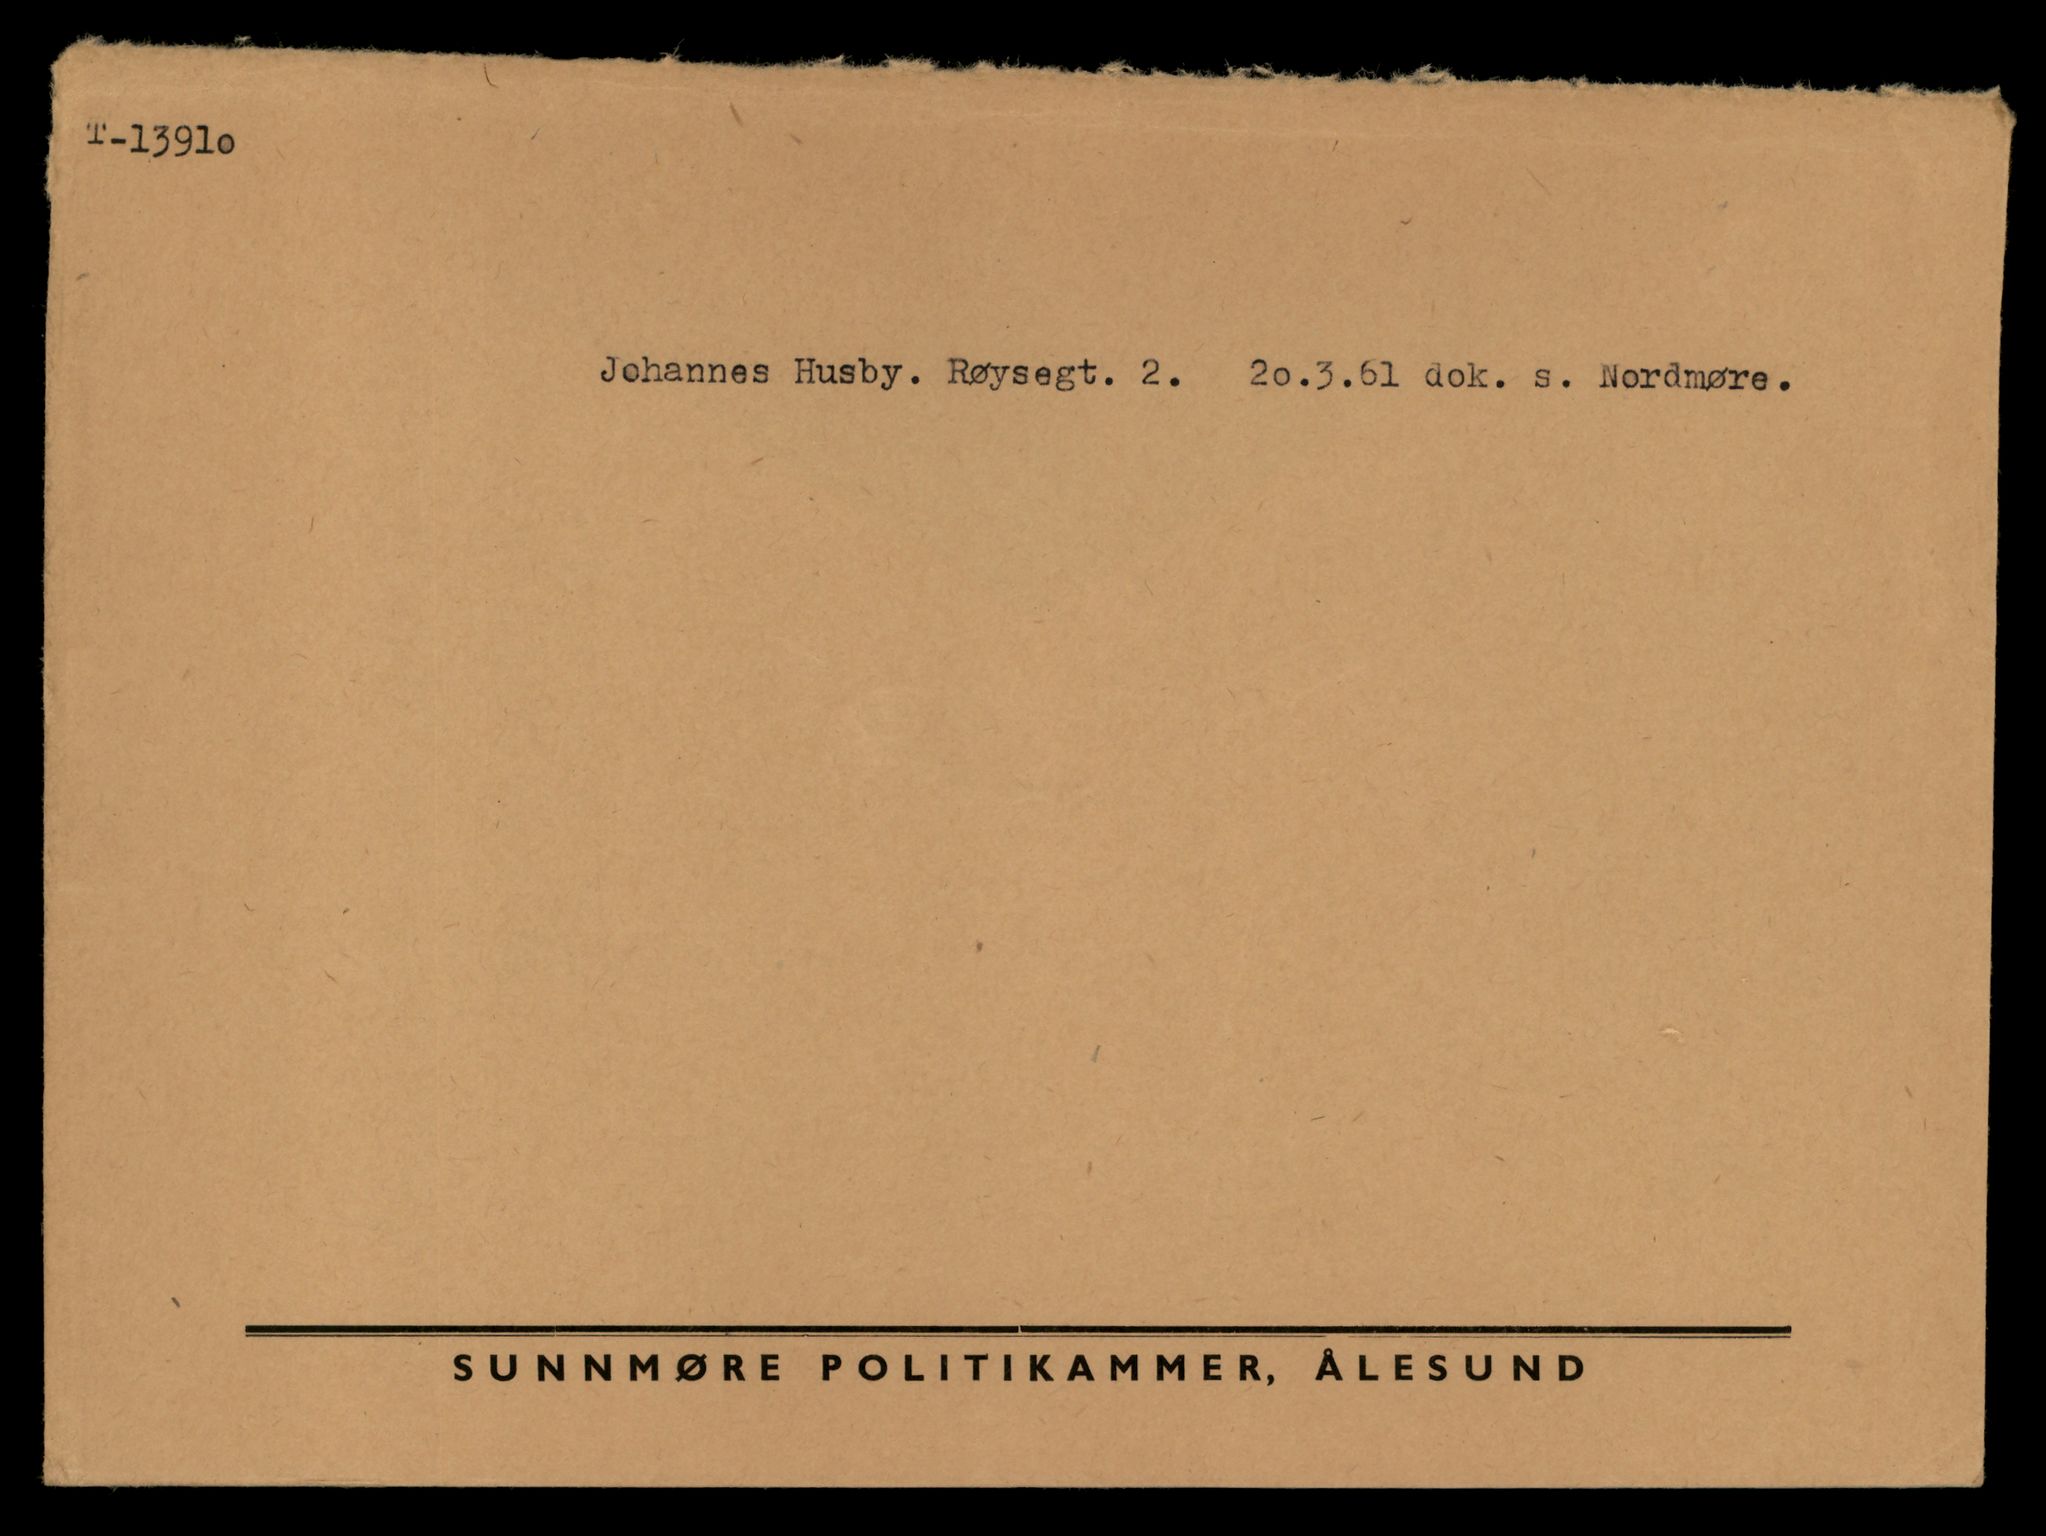 T-1391o
Johannes Husby. Røysegt. 2. 2o.3.61 dok. s. Nordmøre.
SUNNMØRE POLITIKAMMER, ÅLESUND